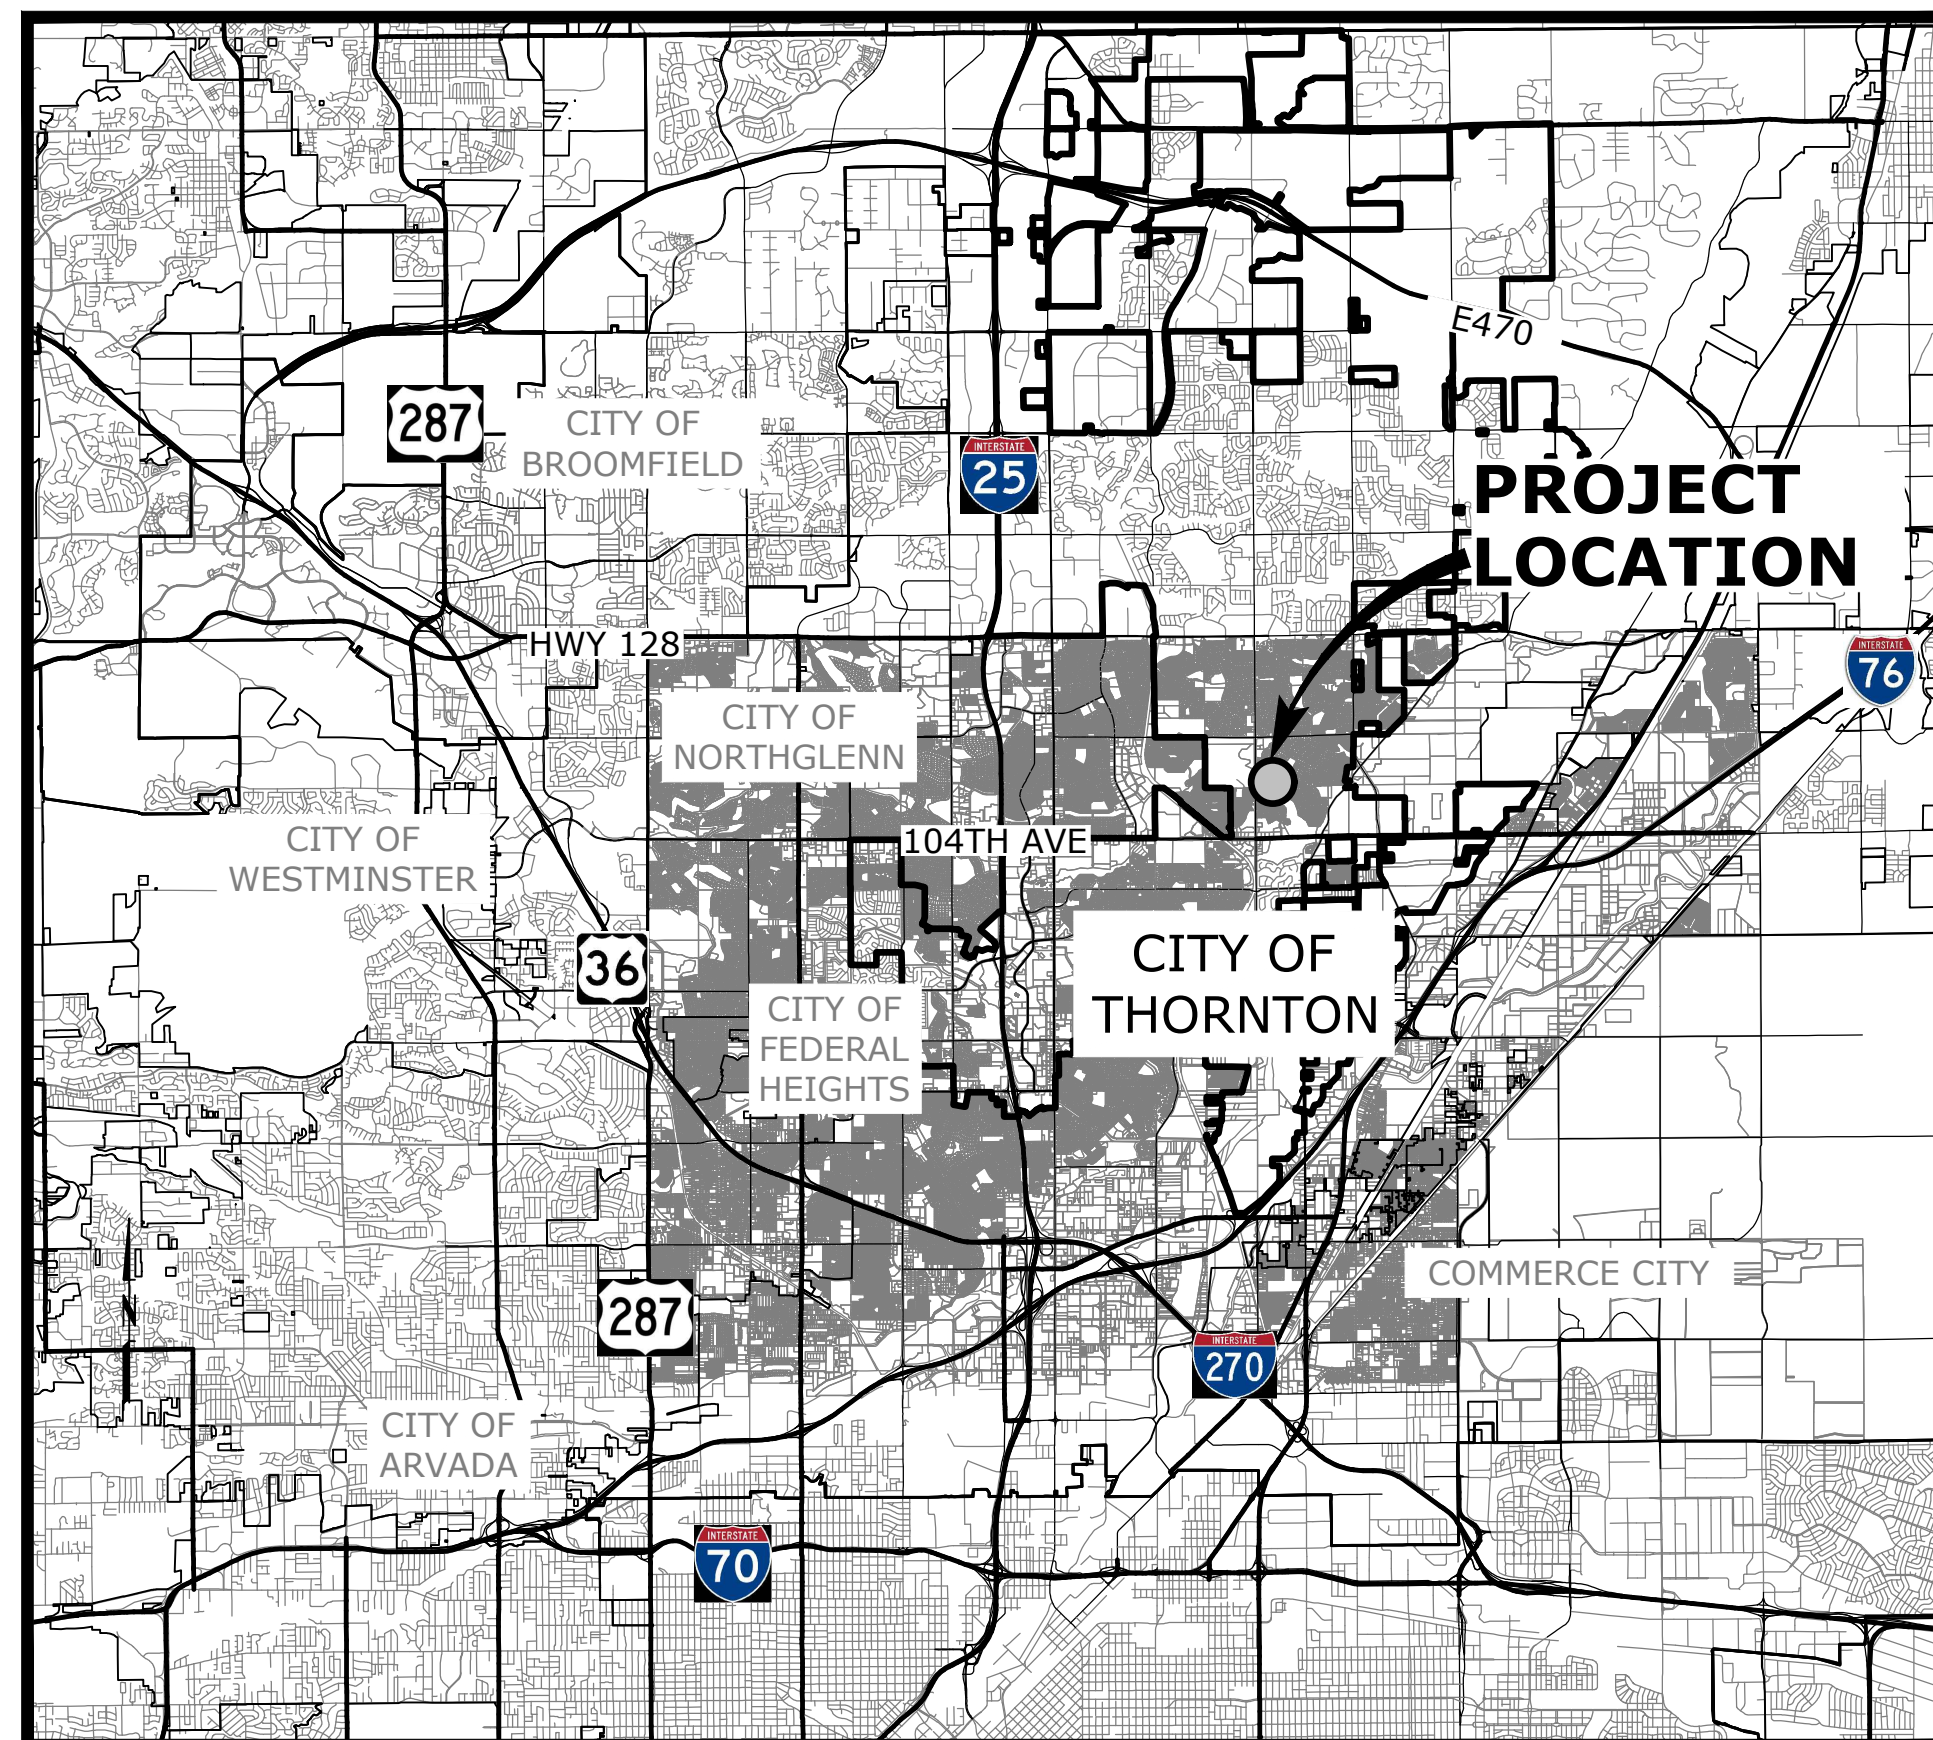 E470
287
CITY OF
BROOMFIELD
INTERSTATE
25
PROJECT
LOCATION
HWY 128
INTERSTATE
76
CITY OF
NORTHGLENN
CITY OF
WESTMINSTER
104TH AVE
36
CITY OF
THORNTON
CITY OF
FEDERAL
HEIGHTS
COMMERCE CITY
287
INTERSTATE
270
N
CITY OF
ARVADA
INTERSTATE
70